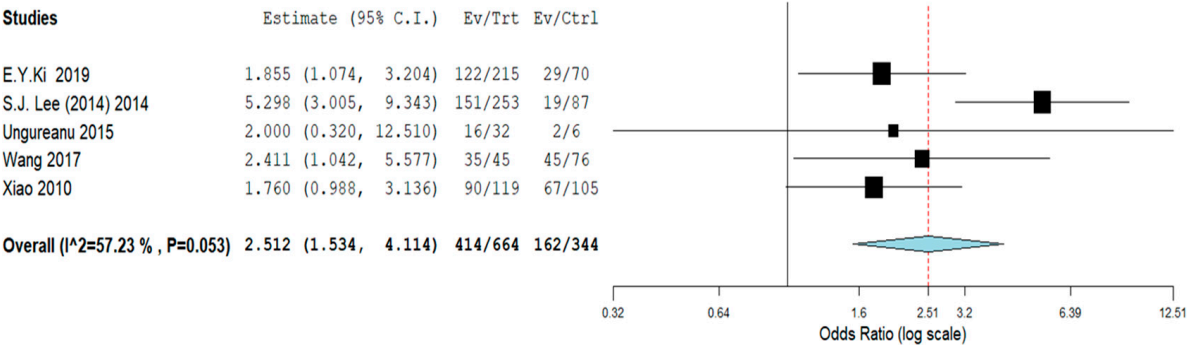 Studies Estimate (95% C.I.) Ev/Trt Ev/Ctrl
E.Y.Ki 2019 1.855 (1.074, 3.204) 122/215 29/70
S.J. Lee (2014) 2014 5.298 (3.005, 9.343) 151/253 19/87
Ungureanu 2015 2.000 (0.320, 12.510) 16/32 2/6
Wang 2017 2.411 (1.042, 5.577) 35/45 45/76
Xiao 2010 1.760 (0.988, 3.136) 90/119 67/105
Overall (I^2=57.23 % , P=0.053) 2.512 (1.534, 4.114) 414/664 162/344
0.32 0.64 1.6 2.51 3.2 6.39 12.51
Odds Ratio (log scale)